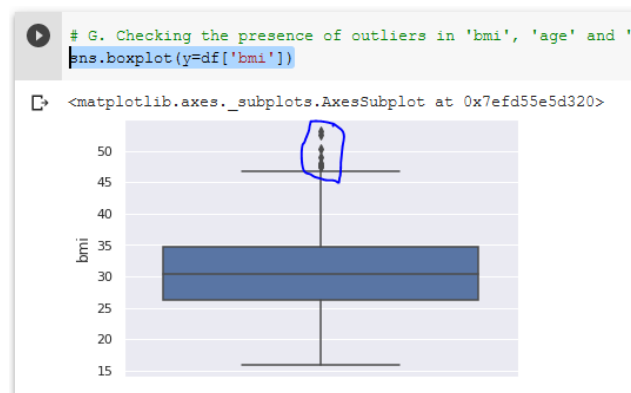 # G. Checking the presence of outliers in 'bmi', 'age' and '
sns.boxplot(y=df['bmi'])
<matplotlib.axes._subplots.AxesSubplot at 0x7efd55e5d320>
50
45
40
35
30
25
20
15
bmi